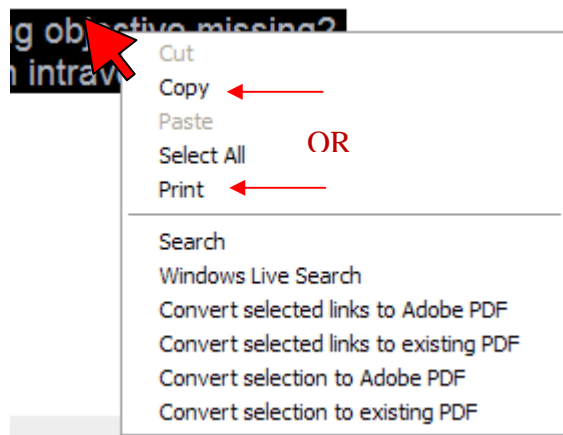 objective missing?
intrav
Cut
Copy
Paste
OR
Select All
Print
Search
Windows Live Search
Convert selected links to Adobe PDF
Convert selected links to existing PDF
Convert selection to Adobe PDF
Convert selection to existing PDF